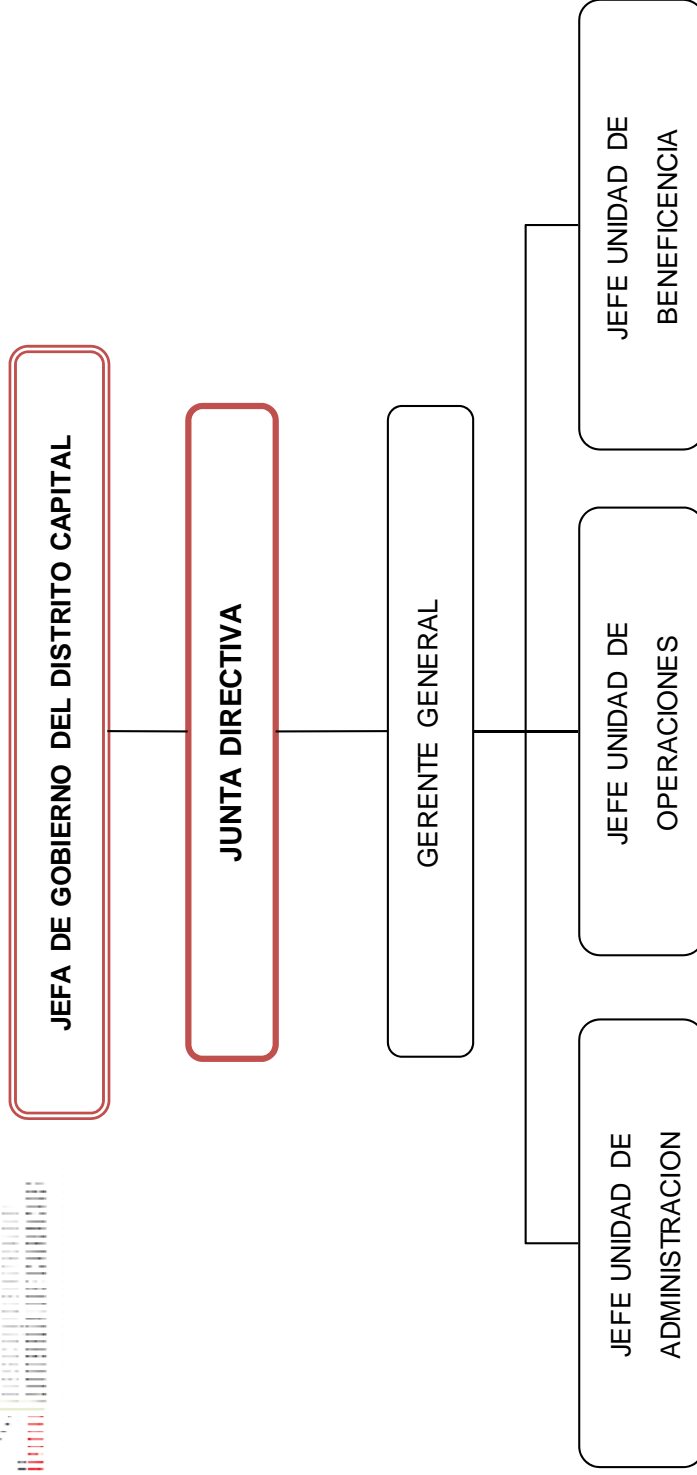 JEFA DE GOBIERNO DEL DISTRITO CAPITAL
JUNTA DIRECTIVA
GERENTE GENERAL
JEFE UNIDAD DE
ADMINISTRACION
JEFE UNIDAD DE
OPERACIONES
JEFE UNIDAD DE
BENEFICENCIA